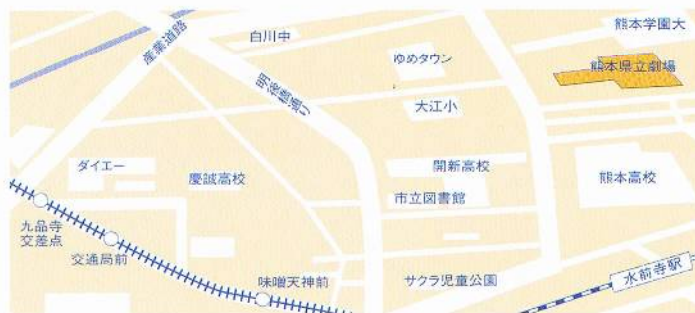 熊本学園大
白川中
産業道路
ゆめタウン
熊本県立劇場
明後橋通り
大江小
ダイエー
慶誠高校
開新高校
熊本高校
市立図書館
九品寺
交差点
交通局前
味噌天神前
サクラ児童公園
水前寺駅